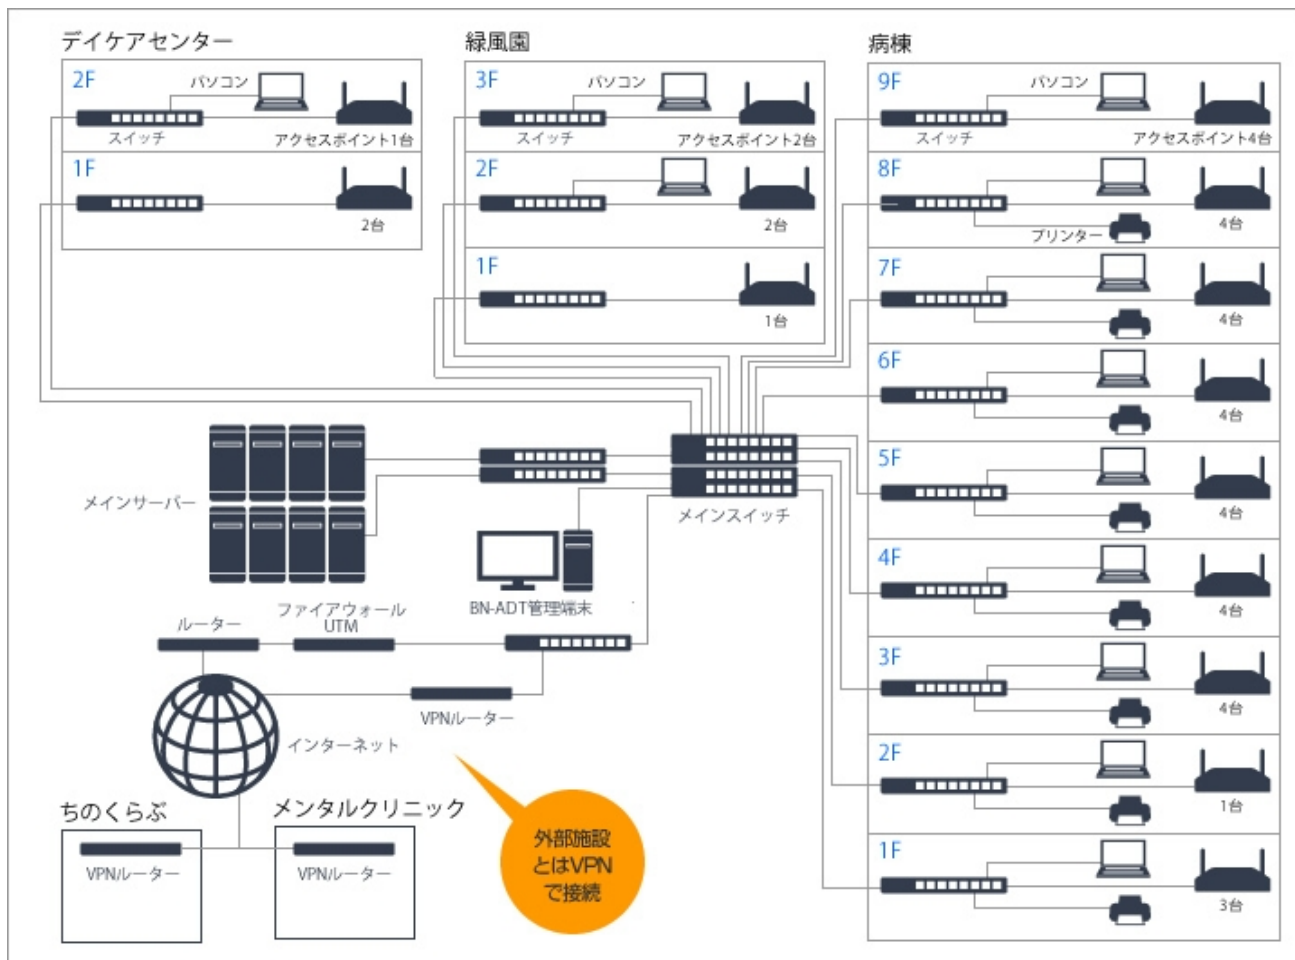 デイケアセンター
2F
パソコン
スイッチ
アクセスポイント1台
1F
2台
緑風園
3F
パソコン
スイッチ
アクセスポイント2台
2F
2台
1F
1台
病棟
9F
パソコン
スイッチ
アクセスポイント4台
8F
プリンター
4台
7F
4台
6F
4台
5F
4台
4F
4台
3F
4台
2F
1台
1F
3台
メインサーバー
メインスイッチ
BN-ADT管理端末
ルーター
ファイアウォール
UTM
VPNルーター
インターネット
ちのくらぶ
VPNルーター
メンタルクリニック
VPNルーター
外部施設
とはVPN
で接続